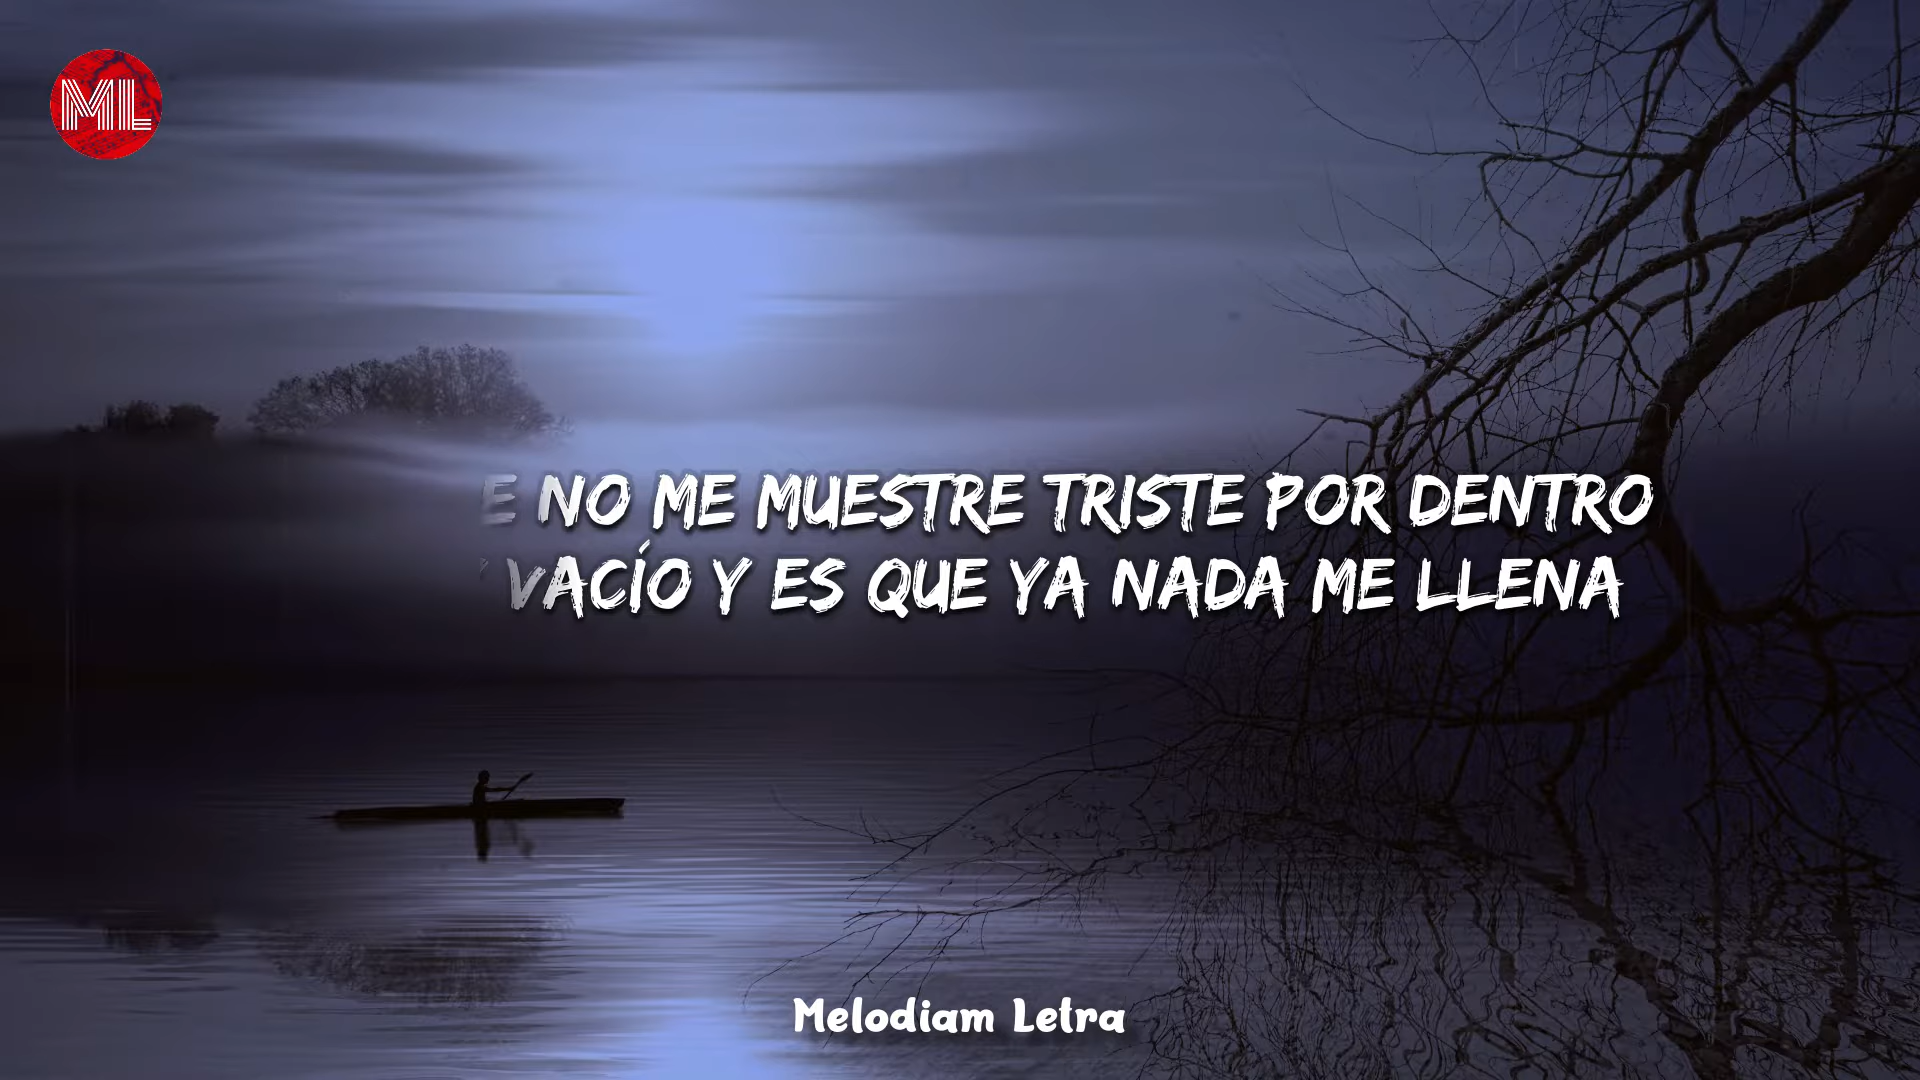 ML
NO ME MUESTRE TRISTE POR DENTRO
VACÍO Y ES QUE YA NADA ME LLENA
Melodiam Letra